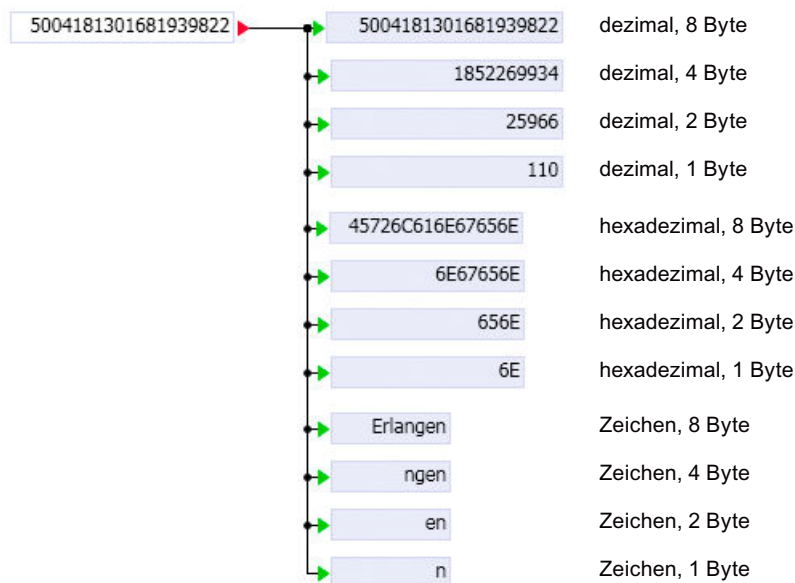 5004181301681939822 5004181301681939822 dezimal, 8 Byte
1852269934 dezimal, 4 Byte
25966 dezimal, 2 Byte
110 dezimal, 1 Byte
45726C616E67656E hexadezimal, 8 Byte
6E67656E hexadezimal, 4 Byte
656E hexadezimal, 2 Byte
6E hexadezimal, 1 Byte
Erlangen Zeichen, 8 Byte
ngen Zeichen, 4 Byte
en Zeichen, 2 Byte
n Zeichen, 1 Byte